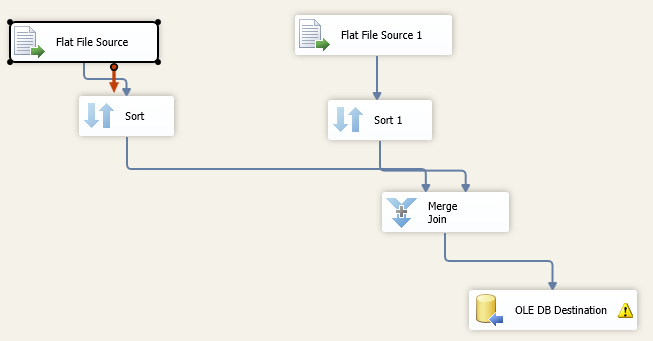 Flat File Source
Flat File Source 1
Sort
Sort 1
Merge
Join
OLE DB Destination